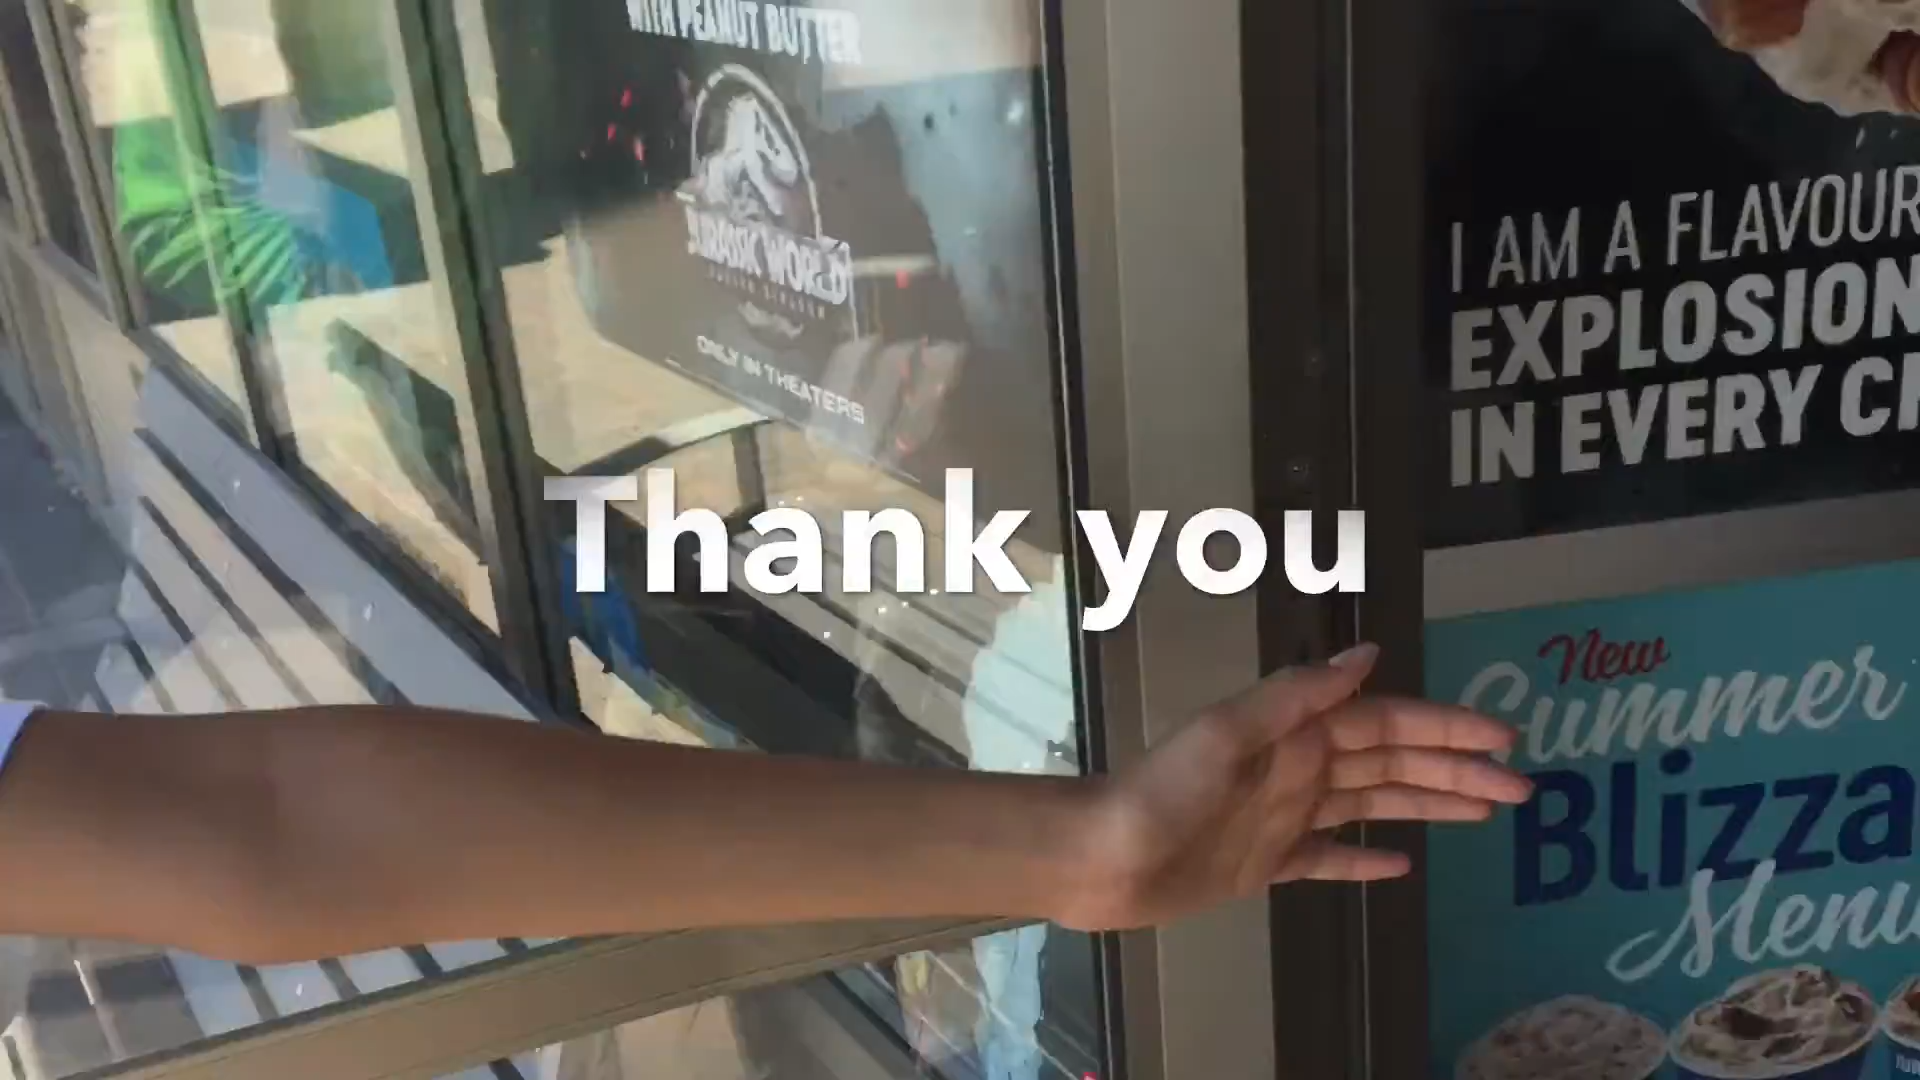 WITH PEANUT BUTTER
JURASSIC WORLD
ONLY IN THEATERS
Thank you
I AM A FLAVOUR
EXPLOSION
IN EVERY
New
Summer
Blizza
Menu